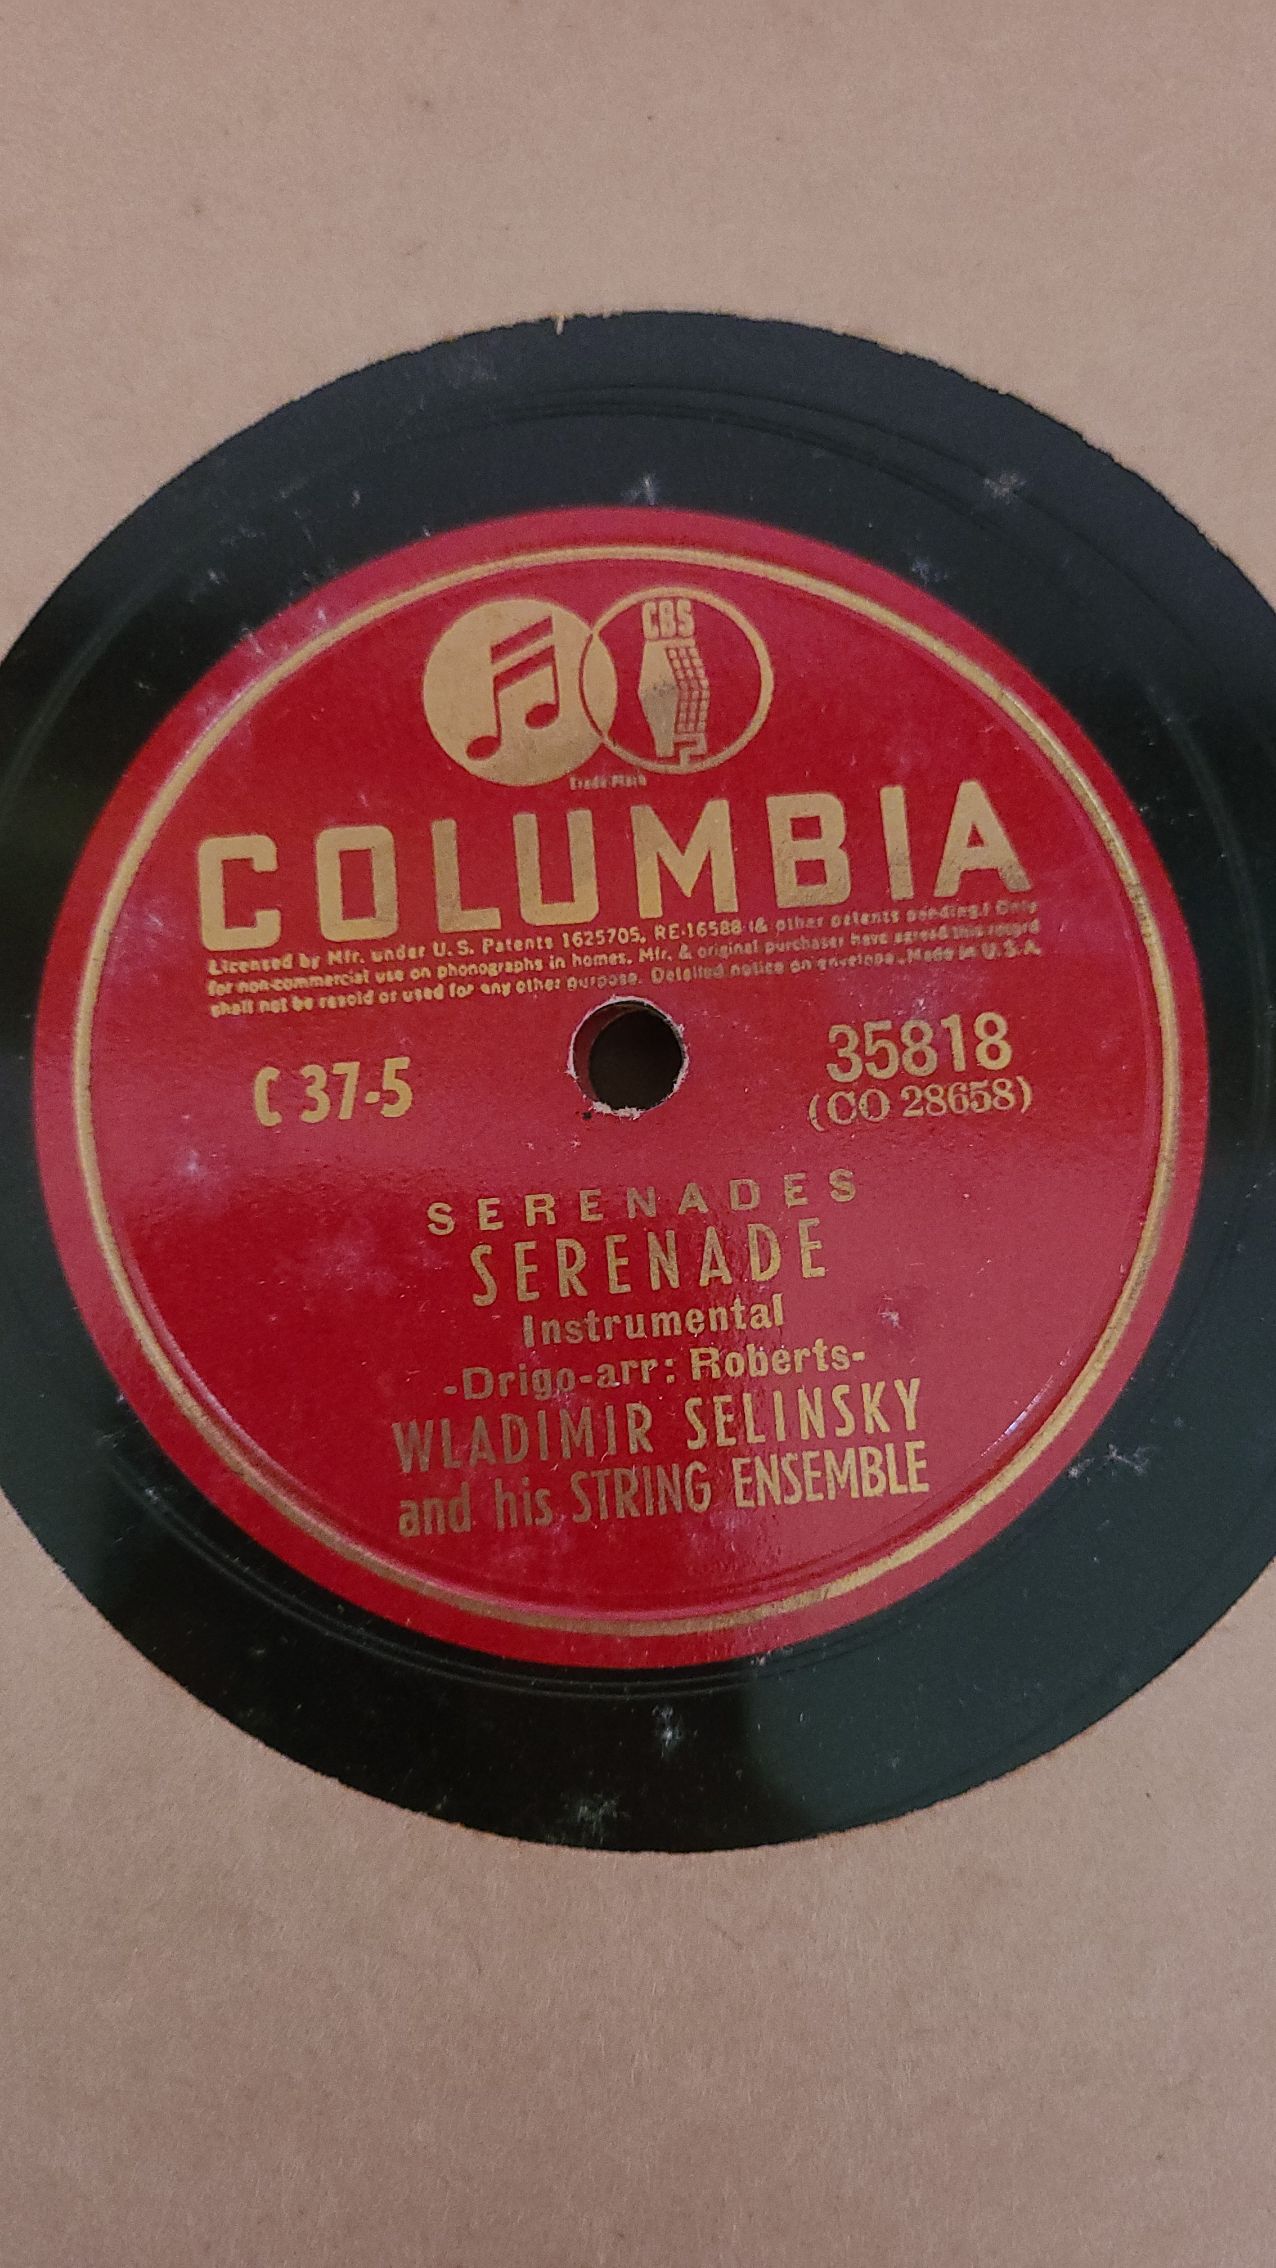 CBS
Trade Mark
COLUMBIA
Licensed by Mfr. under U.S. Patents 1625705, RE-16588 (& other patents pending) Only
for non-commercial use on phonographs in homes. Mfr. & original purchaser have agreed this record
shall not be resold or used for any other purpose. Detailed notice on envelope. Made in U.S.A.
C 37-5
35818
(CO 28658)
SERENADES
SERENADE
Instrumental
-Drigo-arr: Roberts-
WLADIMIR SELINSKY
and his STRING ENSEMBLE